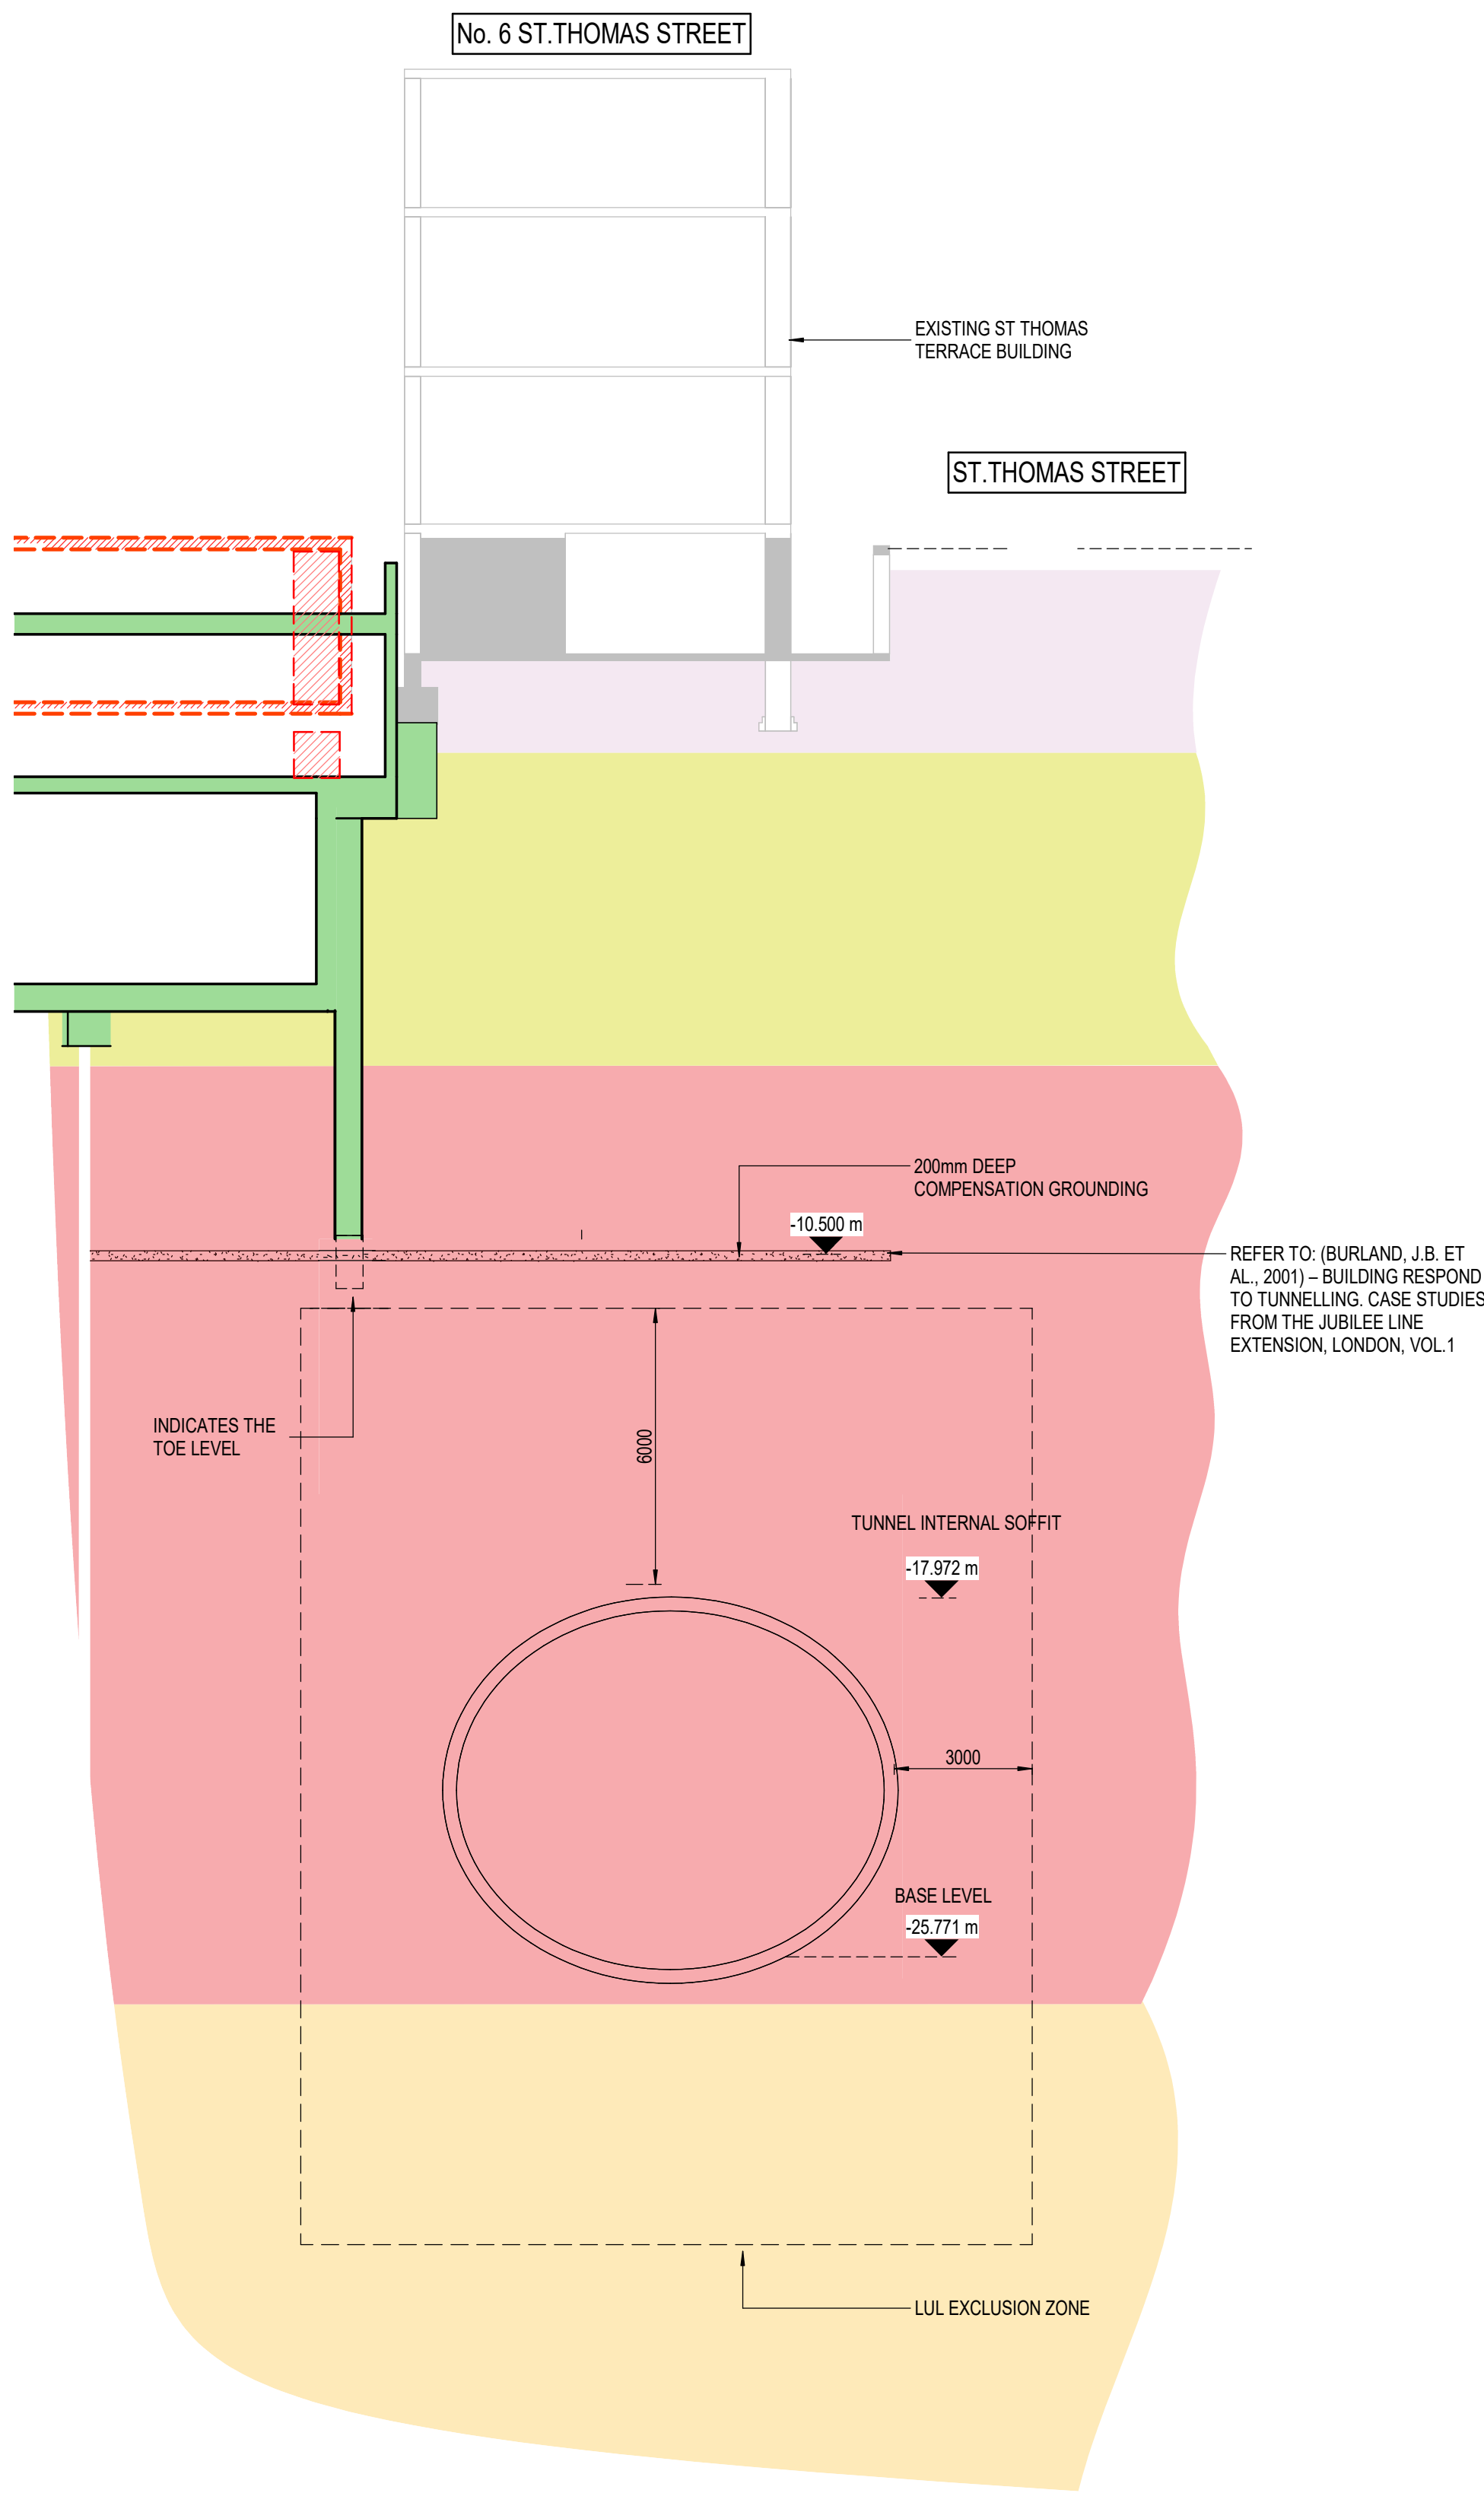 No. 6 ST.THOMAS STREET
EXISTING ST THOMAS
TERRACE BUILDING
ST.THOMAS STREET
200mm DEEP
COMPENSATION GROUNDING
-10.500 m
REFER TO: (BURLAND, J.B. ET
AL., 2001) – BUILDING RESPOND
TO TUNNELLING. CASE STUDIES
FROM THE JUBILEE LINE
EXTENSION, LONDON, VOL.1
INDICATES THE
TOE LEVEL
6000
TUNNEL INTERNAL SOFFIT
-17.972 m
3000
BASE LEVEL
-25.771 m
LUL EXCLUSION ZONE